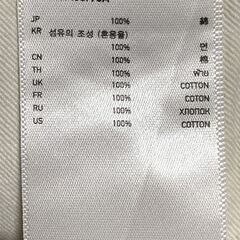 JP 100% 綿
KR 섬유의 조성 (혼용율)
100% 면
CN 100% 棉
TH 100% ฝ้าย
UK 100% COTTON
FR 100% COTON
RU 100% ХЛОПОК
US 100% COTTON